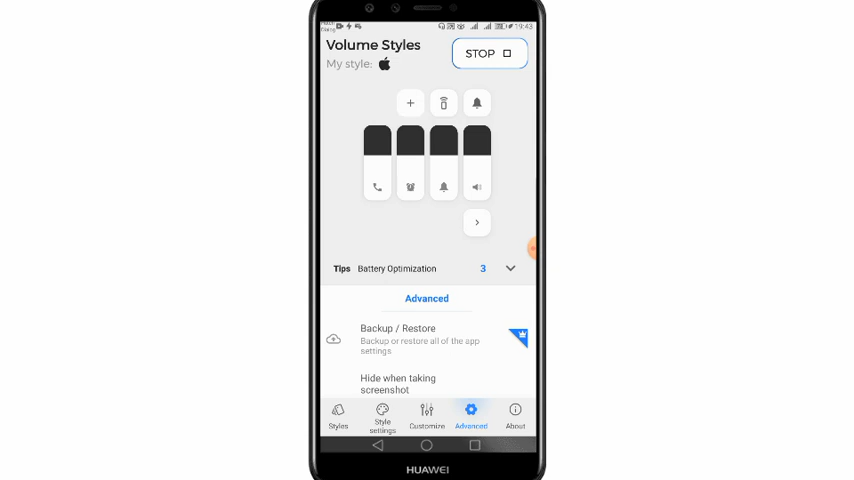 19:43
Volume Styles
STOP
My style:
Tips Battery Optimization 3
Advanced
Backup / Restore
Backup or restore all of the app
settings
Hide when taking
screenshot
Styles
Style
settings
Customize
Advanced
About
HUAWEI